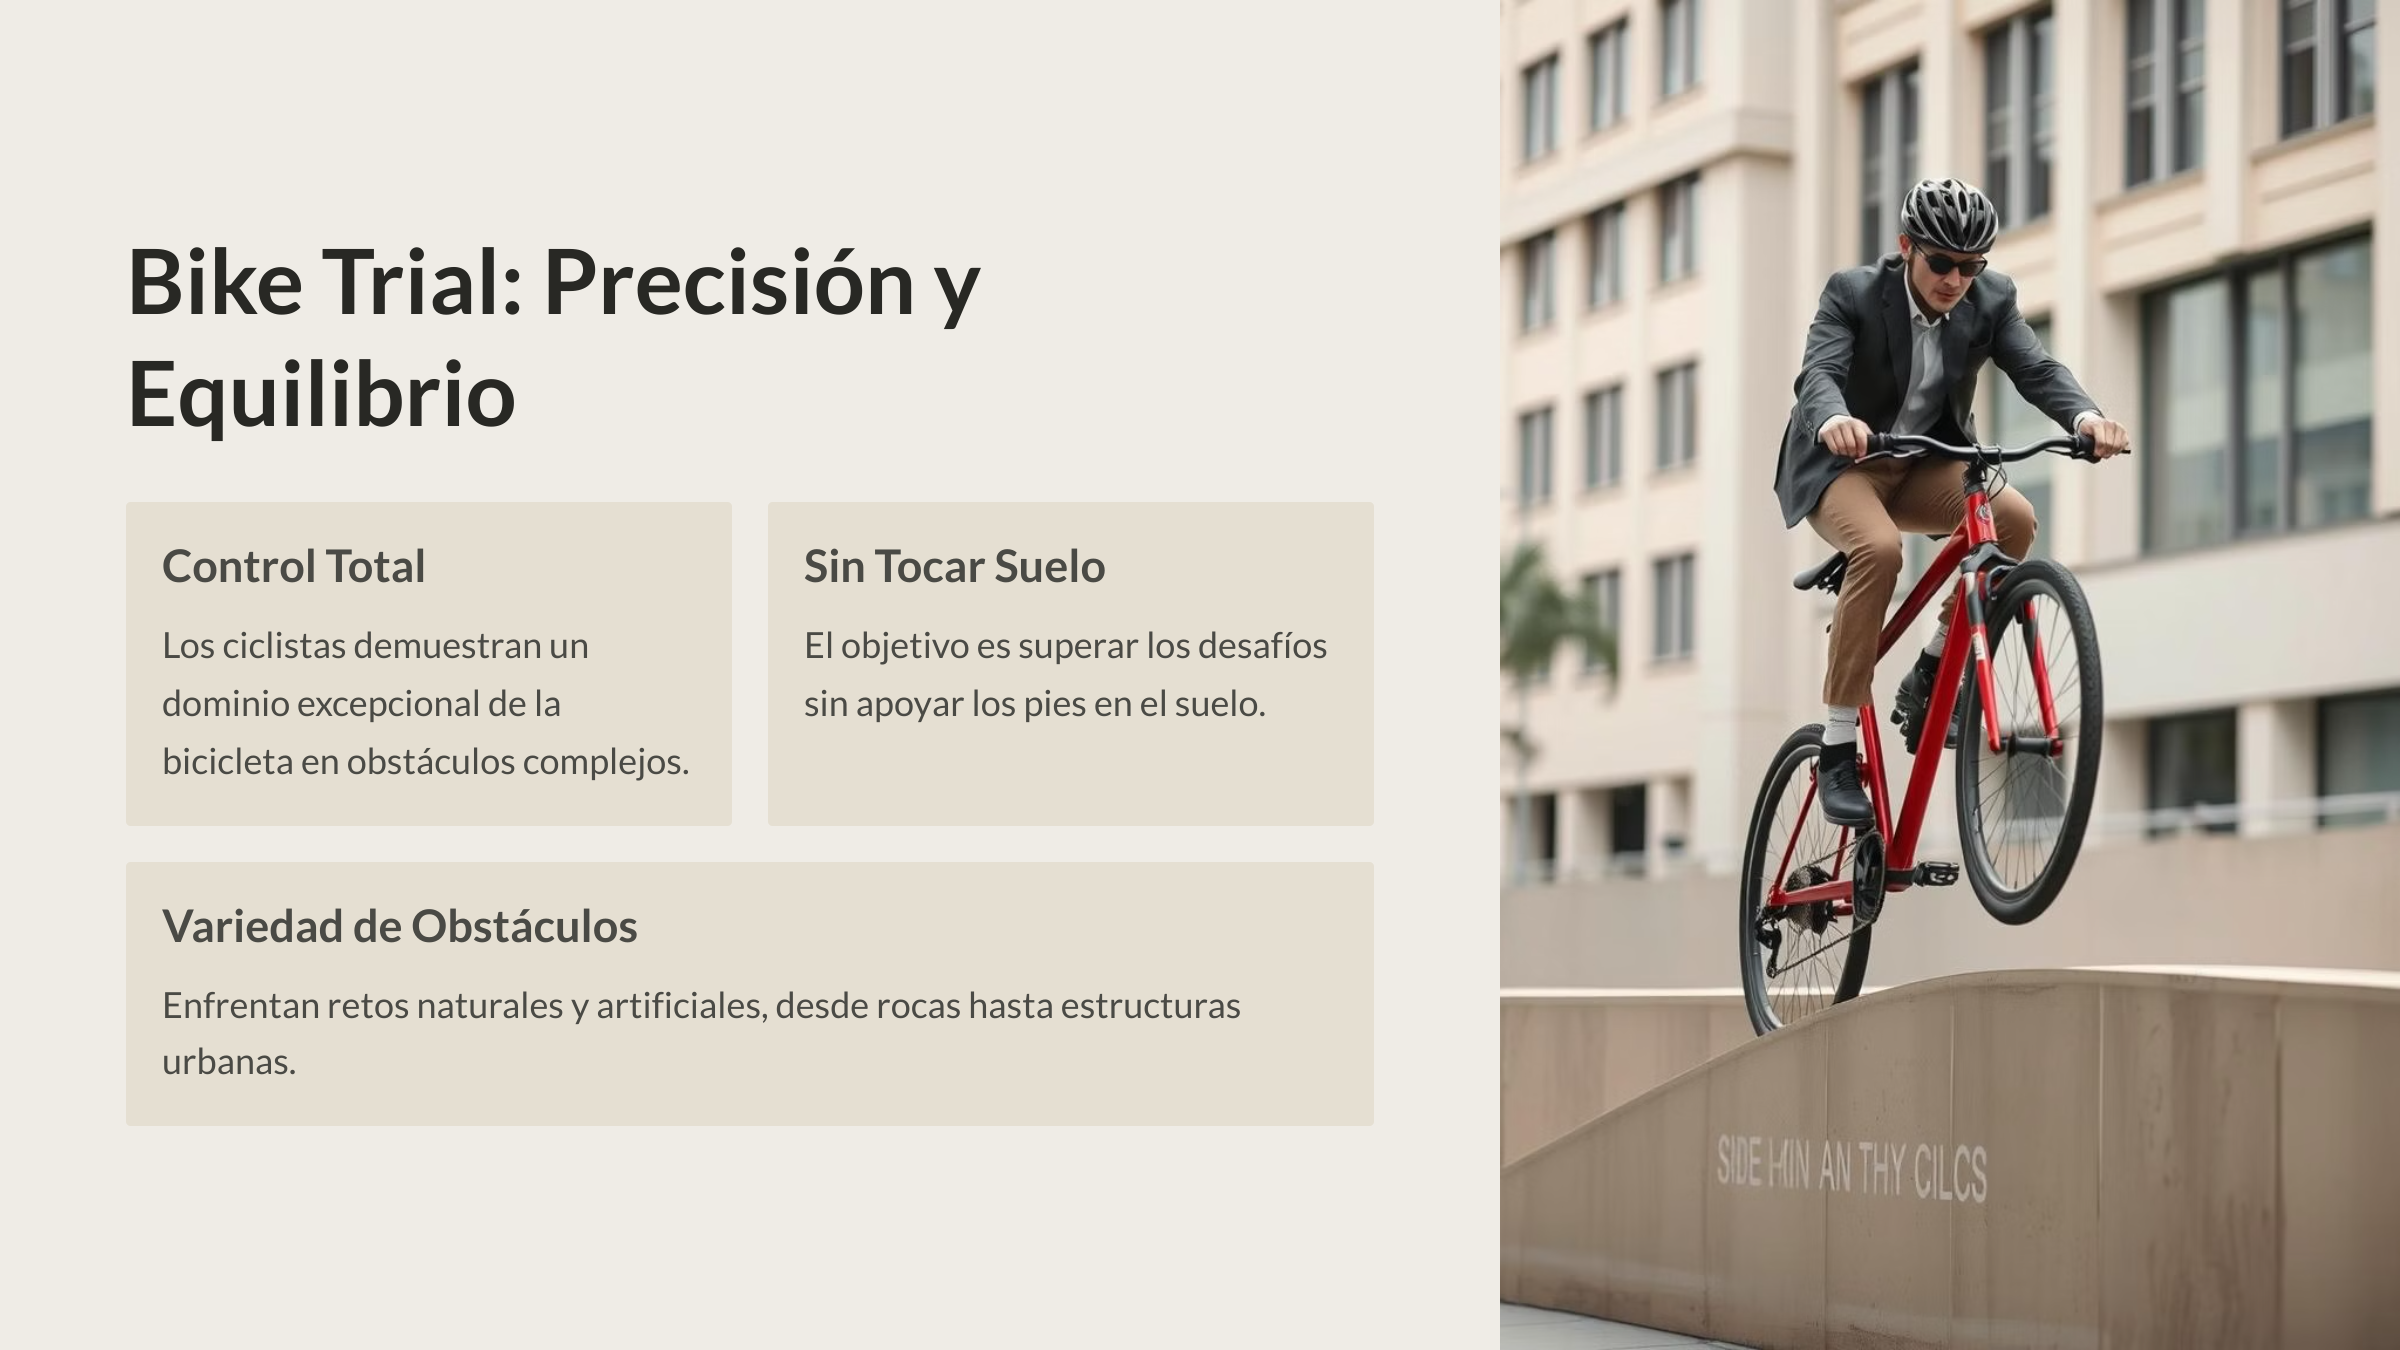 Bike Trial: Precisión y
Equilibrio
Control Total
Los ciclistas demuestran un
dominio excepcional de la
bicicleta en obstáculos complejos.
Sin Tocar Suelo
El objetivo es superar los desafíos
sin apoyar los pies en el suelo.
Variedad de Obstáculos
Enfrentan retos naturales y artificiales, desde rocas hasta estructuras
urbanas.
SIDE AN THY CILCS